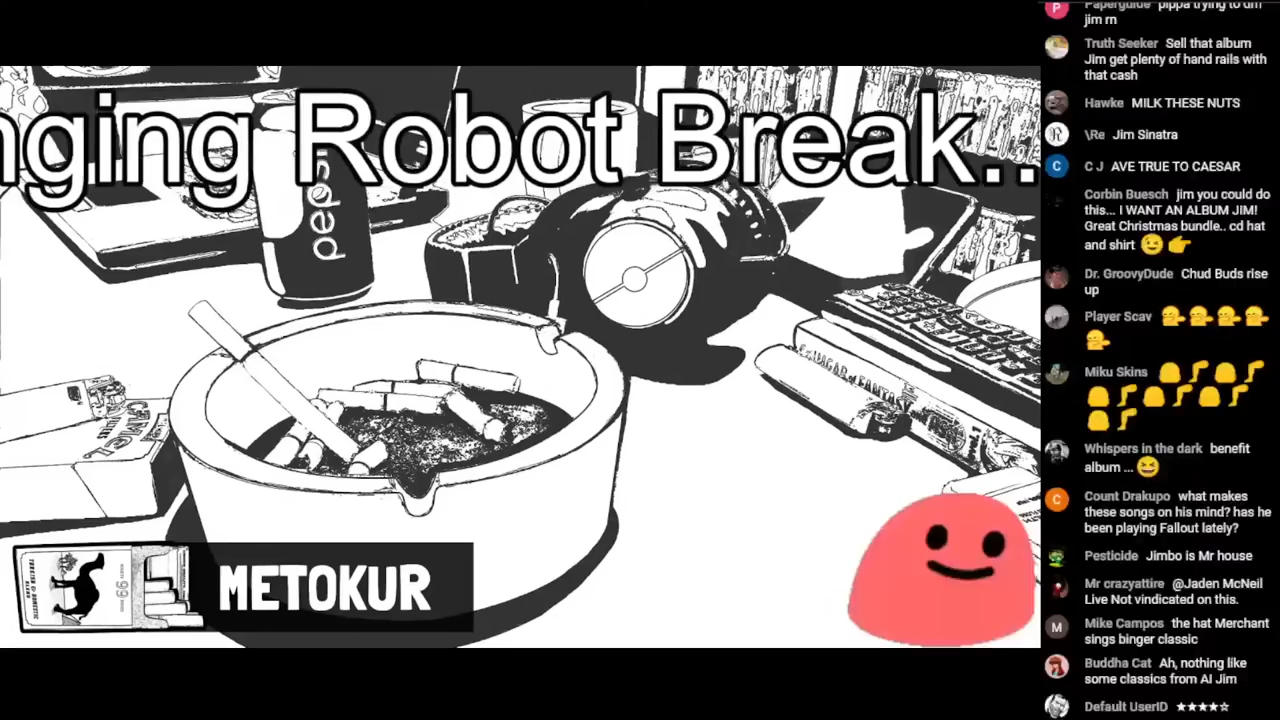 nging Robot Break..
pepsi
CAMEL
METOKUR
99
Paperguide pippa trying to dm
jim rn
Truth Seeker Sell that album
Jim get plenty of hand rails with
that cash
Hawke MILK THESE NUTS
\Re Jim Sinatra
C J AVE TRUE TO CAESAR
Corbin Buesch jim you could do
this... I WANT AN ALBUM JIM!
Great Christmas bundle.. cd hat
and shirt 😉 👉
Dr. GroovyDude Chud Buds rise
up
Player Scav
Miku Skins
Whispers in the dark benefit
album ... 😆
Count Drakupo what makes
these songs on his mind? has he
been playing Fallout lately?
Pesticide Jimbo is Mr house
Mr crazyattire @Jaden McNeil
Live Not vindicated on this.
Mike Campos the hat Merchant
sings binger classic
Buddha Cat Ah, nothing like
some classics from AI Jim
Default UserID ★★★★☆